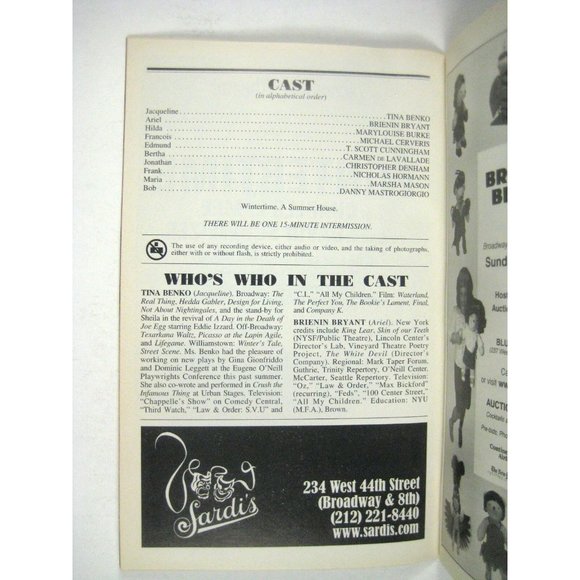 CAST
(in alphabetical order)
Jacqueline TINA BENKO
Ariel BRIENIN BRYANT
Hilda MARYLOUISE BURKE
Francois MICHAEL CERVERIS
Edmund T. SCOTT CUNNINGHAM
Bertha CARMEN DE LAVALLADE
Jonathan CHRISTOPHER DENHAM
Frank NICHOLAS HORMANN
Maria MARSHA MASON
Bob DANNY MASTROGIORGIO
Wintertime. A Summer House.
THERE WILL BE ONE 15-MINUTE INTERMISSION.
The use of any recording device, either audio or video, and the taking of photographs,
either with or without flash, is strictly prohibited.
WHO'S WHO IN THE CAST
TINA BENKO (Jacqueline). Broadway: The
Real Thing, Hedda Gabler, Design for Living,
Not About Nightingales, and the stand-by for
Sheila in the revival of A Day in the Death of
Joe Egg starring Eddie Izzard. Off-Broadway:
Texarkana Waltz, Picasso at the Lapin Agile,
and Lifegame. Williamstown: Winter's Tale,
Street Scene. Ms. Benko had the pleasure of
working on new plays by Gina Gionfriddo
and Dominic Leggett at the Eugene O'Neill
Playwrights Conference this past summer.
She also co-wrote and performed in Crush the
Infamous Thing at Urban Stages. Television:
"Chappelle's Show" on Comedy Central,
"Third Watch," "Law & Order: S.V.U" and
"C.I.," "All My Children." Film: Waterland,
The Perfect You, The Bookie's Lament, Final,
and Company K.
BRIENIN BRYANT (Ariel). New York
credits include King Lear, Skin of our Teeth
(NYSF/Public Theatre), Lincoln Center's
Director's Lab, Vineyard Theatre Poetry
Project, The White Devil (Director's
Company). Regional: Mark Taper Forum,
Guthrie, Trinity Repertory, O'Neill Center,
McCarter, Seattle Repertory. Television:
"Oz," "Law & Order," "Max Bickford"
(recurring), "Feds", "100 Center Street,"
"All My Children." Education: NYU
(M.F.A.), Brown.
Sardi's
234 West 44th Street
(Broadway & 8th)
(212) 221-8440
www.sardis.com
Broadway
Sund
Host
Auctio
BLU
or visit
AUCTIO
Cocktails